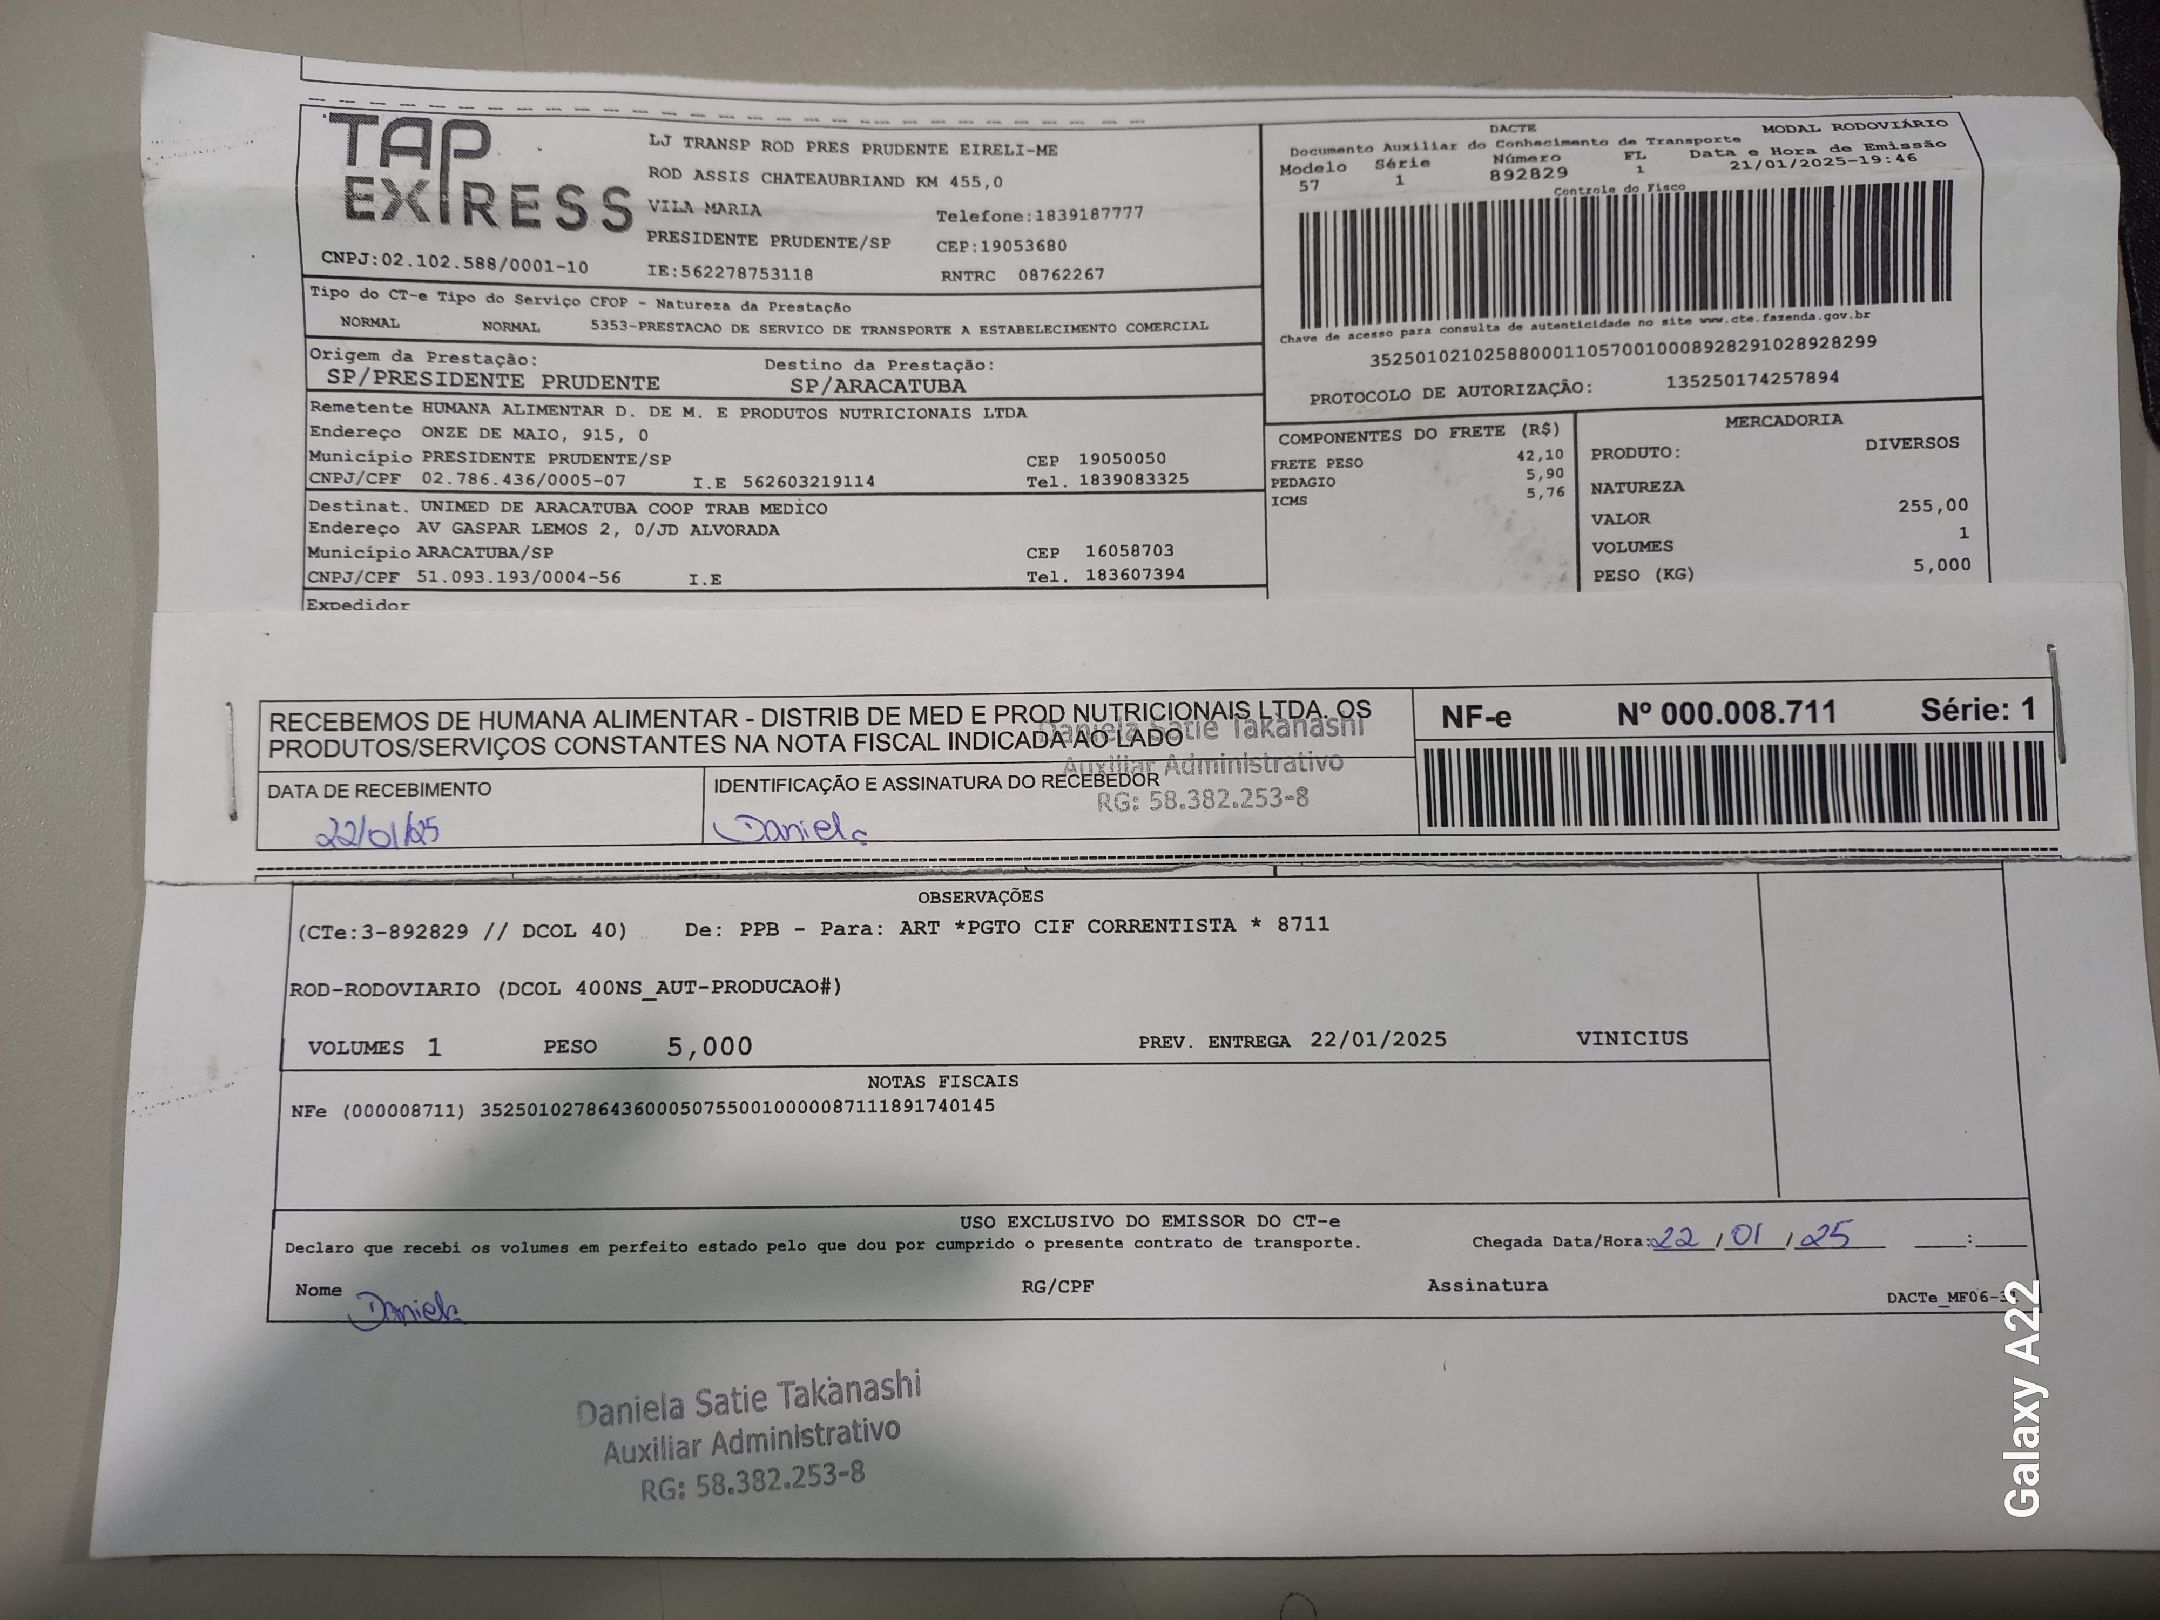 TAP EXPRESS
LJ TRANSP ROD PRES PRUDENTE EIRELI-ME
ROD ASSIS CHATEAUBRIAND KM 455,0
VILA MARIA Telefone:1839187777
PRESIDENTE PRUDENTE/SP CEP:19053680
CNPJ:02.102.588/0001-10 IE:562278753118 RNTRC 08762267
DACTE MODAL RODOVIÁRIO
Documento Auxiliar do Conhecimento de Transporte
Modelo Série Número FL Data e Hora de Emissão
57 1 892829 1 21/01/2025-19:46
Controle do Fisco
Chave de acesso para consulta de autenticidade no site www.cte.fazenda.gov.br
35250102102588000110570010008928291028928299
PROTOCOLO DE AUTORIZAÇÃO: 135250174257894
Tipo do CT-e Tipo do Serviço CFOP - Natureza da Prestação
NORMAL NORMAL 5353-PRESTACAO DE SERVICO DE TRANSPORTE A ESTABELECIMENTO COMERCIAL
Origem da Prestação: Destino da Prestação:
SP/PRESIDENTE PRUDENTE SP/ARACATUBA
Remetente HUMANA ALIMENTAR D. DE M. E PRODUTOS NUTRICIONAIS LTDA
Endereço ONZE DE MAIO, 915, 0
Município PRESIDENTE PRUDENTE/SP CEP 19050050
CNPJ/CPF 02.786.436/0005-07 I.E 562603219114 Tel. 1839083325
Destinat. UNIMED DE ARACATUBA COOP TRAB MEDICO
Endereço AV GASPAR LEMOS 2, 0/JD ALVORADA
Município ARACATUBA/SP CEP 16058703
CNPJ/CPF 51.093.193/0004-56 I.E Tel. 183607394
Expedidor
COMPONENTES DO FRETE (R$)
FRETE PESO 42,10
PEDAGIO 5,90
ICMS 5,76
MERCADORIA
PRODUTO: DIVERSOS
NATUREZA
VALOR 255,00
VOLUMES 1
PESO (KG) 5,000
RECEBEMOS DE HUMANA ALIMENTAR - DISTRIB DE MED E PROD NUTRICIONAIS LTDA. OS
PRODUTOS/SERVIÇOS CONSTANTES NA NOTA FISCAL INDICADA AO LADO
Daniela Satie Takanashi
Auxiliar Administrativo
RG: 58.382.253-8
NF-e Nº 000.008.711 Série: 1
DATA DE RECEBIMENTO IDENTIFICAÇÃO E ASSINATURA DO RECEBEDOR
22/01/25 Daniela
OBSERVAÇÕES
(CTe:3-892829 // DCOL 40) De: PPB - Para: ART *PGTO CIF CORRENTISTA * 8711
ROD-RODOVIARIO (DCOL 400NS_AUT-PRODUCAO#)
VOLUMES 1 PESO 5,000 PREV. ENTREGA 22/01/2025 VINICIUS
NOTAS FISCAIS
NFe (000008711) 35250102786436000507550010000087111891740145
USO EXCLUSIVO DO EMISSOR DO CT-e
Declaro que recebi os volumes em perfeito estado pelo que dou por cumprido o presente contrato de transporte. Chegada Data/Hora: 22 / 01 / 25 ____:____
Nome Daniela RG/CPF Assinatura
Daniela Satie Takanashi
Auxiliar Administrativo
RG: 58.382.253-8
Galaxy A22